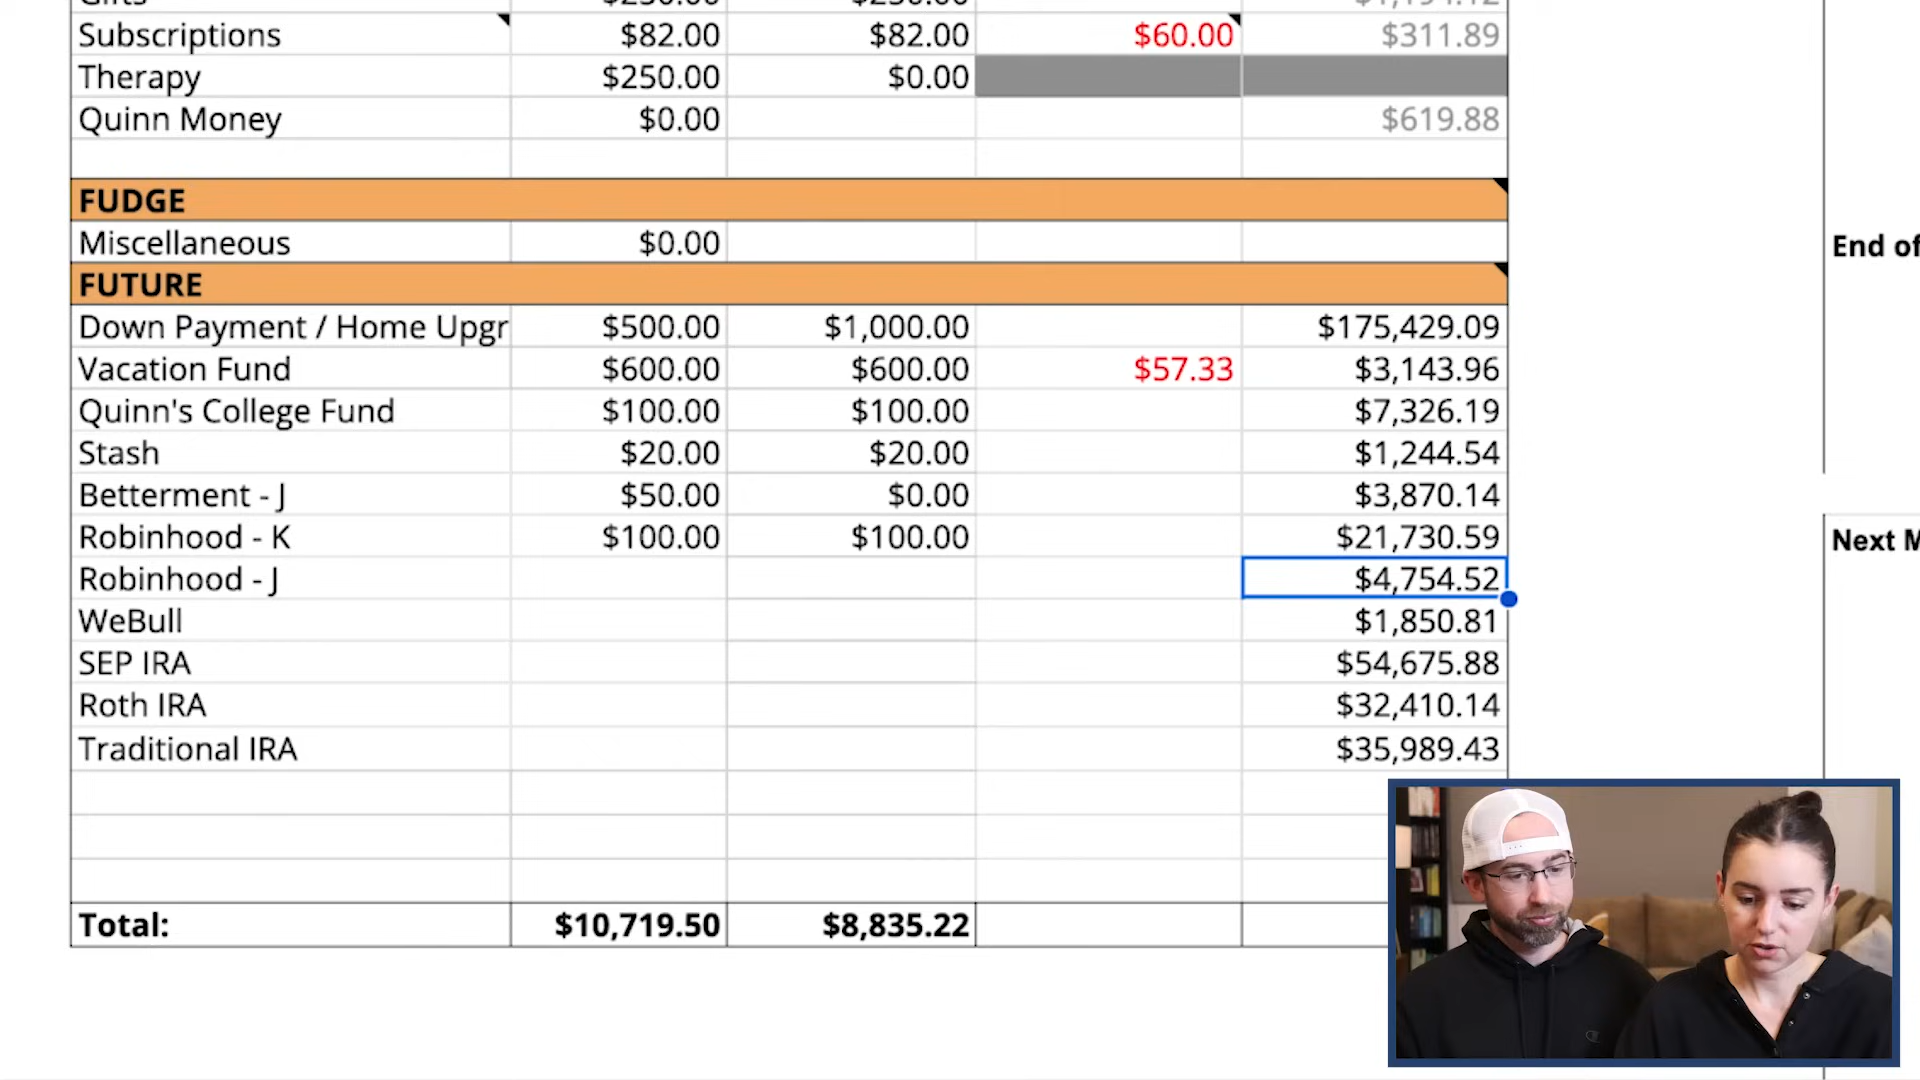 Gifts $250.00 $250.00
Subscriptions $82.00 $82.00 $60.00 $311.89
Therapy $250.00 $0.00
Quinn Money $0.00 $619.88
FUDGE
Miscellaneous $0.00
End of
FUTURE
Down Payment / Home Upgr $500.00 $1,000.00 $175,429.09
Vacation Fund $600.00 $600.00 $57.33 $3,143.96
Quinn's College Fund $100.00 $100.00 $7,326.19
Stash $20.00 $20.00 $1,244.54
Betterment - J $50.00 $0.00 $3,870.14
Robinhood - K $100.00 $100.00 $21,730.59
Next M
Robinhood - J $4,754.52
WeBull $1,850.81
SEP IRA $54,675.88
Roth IRA $32,410.14
Traditional IRA $35,989.43
Total: $10,719.50 $8,835.22